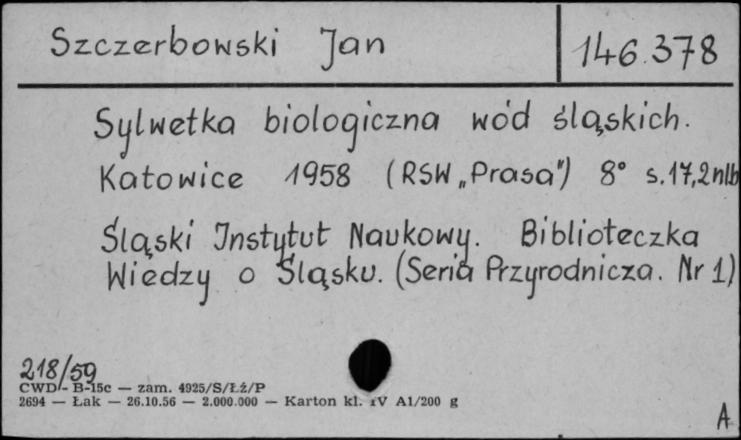 Szczerbowski Jan
146.378
Sylwetka biologiczna wód śląskich.
Katowice 1958 (RSW „Prasa") 8° s.17,2nlb
Śląski Instytut Naukowy. Biblioteczka
Wiedzy o Śląsku. (Seria Przyrodnicza. Nr 1)
218/59
CWD - B-15c — zam. 4925/S/Łż/P
2694 — Łak — 26.10.56 — 2.000.000 — Karton kl. IV A1/200 g
A